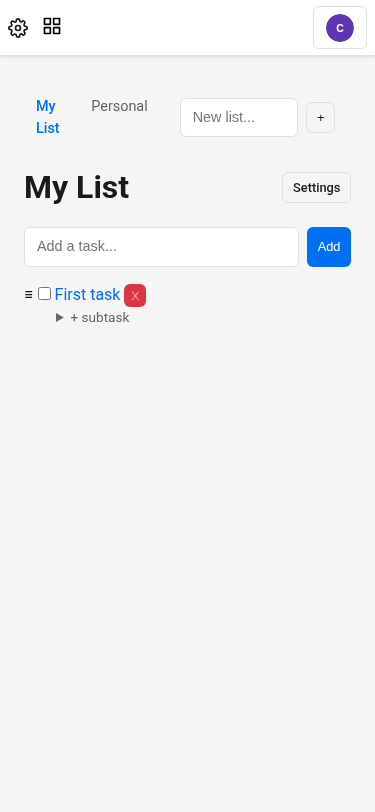 C
My List
Personal
New list...
+
My List
Settings
Add a task...
Add
First task
X
+ subtask